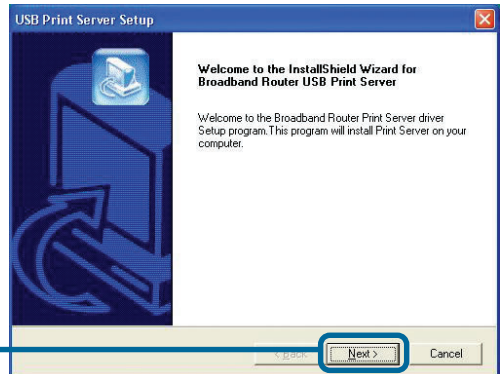 USB Print Server Setup
Welcome to the InstallShield Wizard for
Broadband Router USB Print Server
Welcome to the Broadband Router Print Server driver
Setup program.This program will install Print Server on your
computer.
< Back
Next >
Cancel